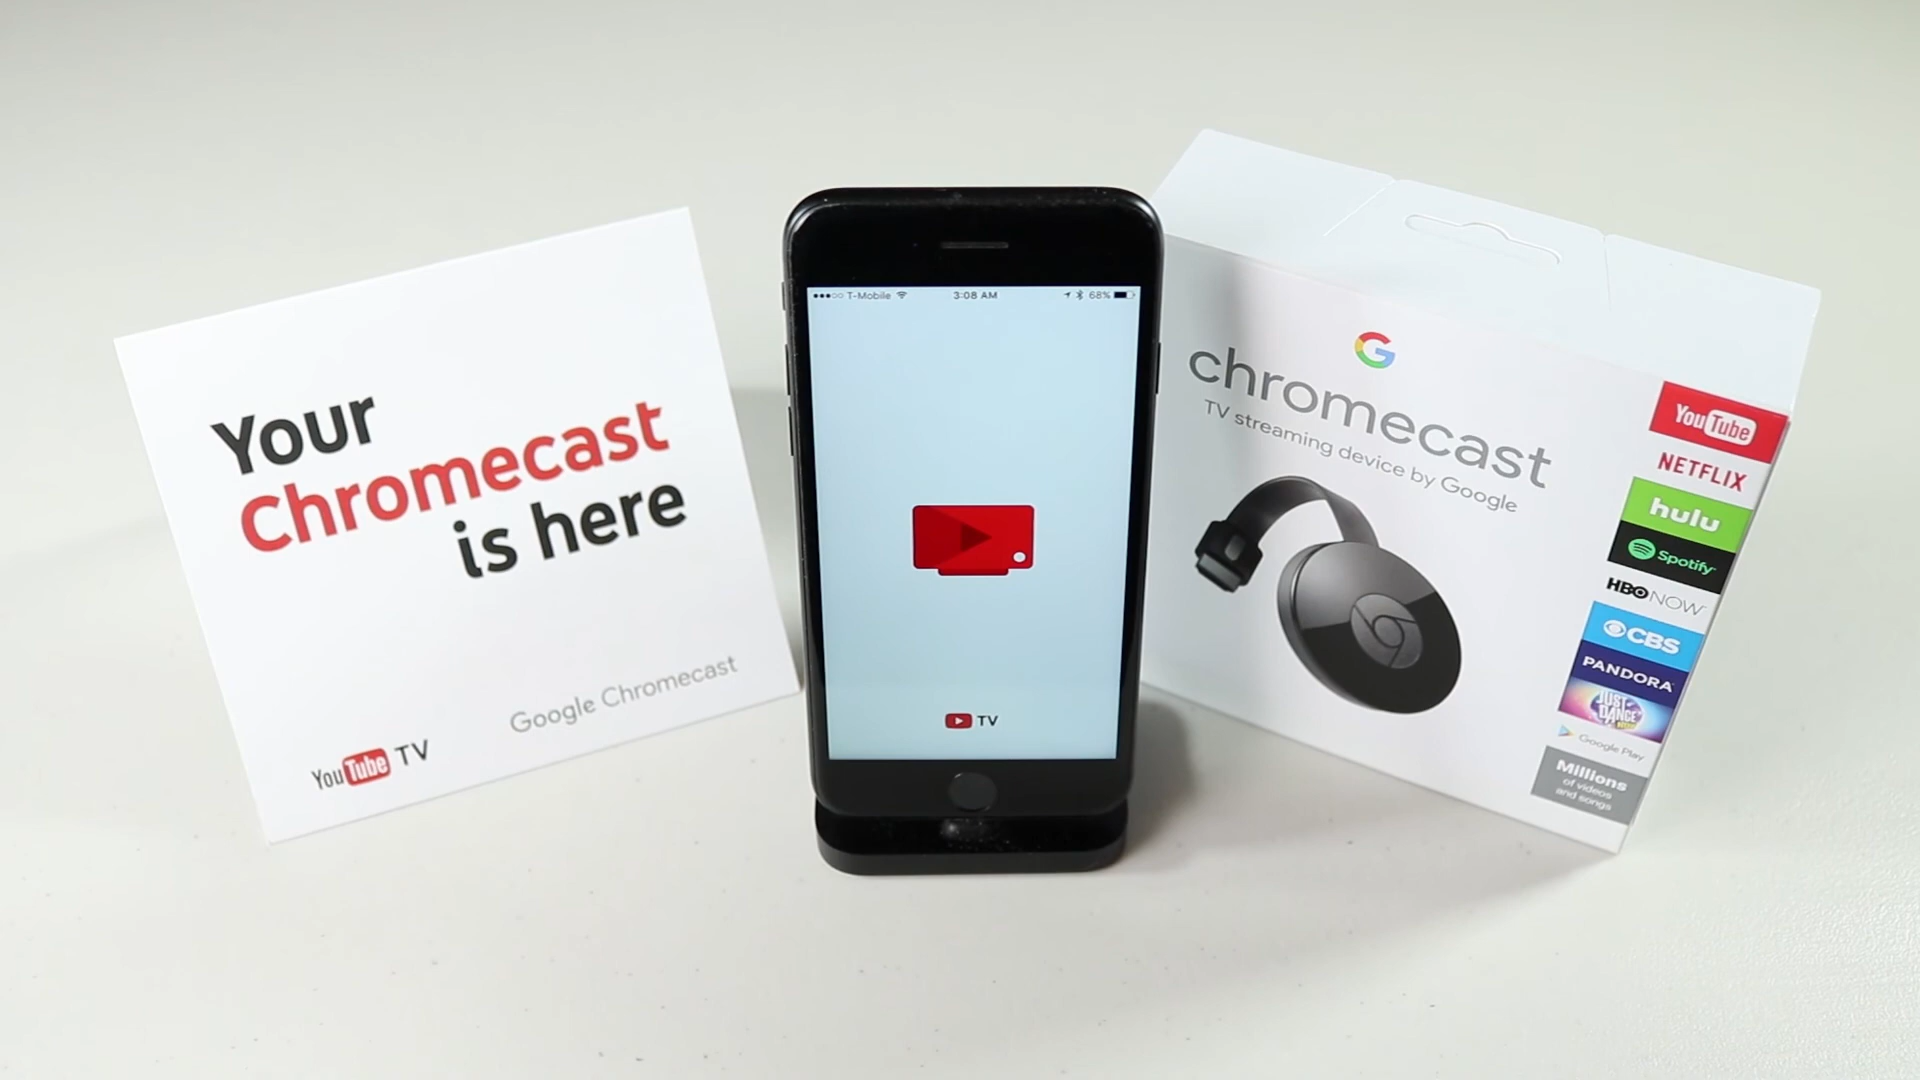 Your
Chromecast
is here
Google Chromecast
YouTube TV
T-Mobile 3:08 AM 68%
TV
G
chromecast
TV streaming device by Google
YouTube
NETFLIX
hulu
Spotify
HBO NOW
CBS
PANDORA
JUST
DANCE
NOW
Google Play
Millions
of videos
and songs